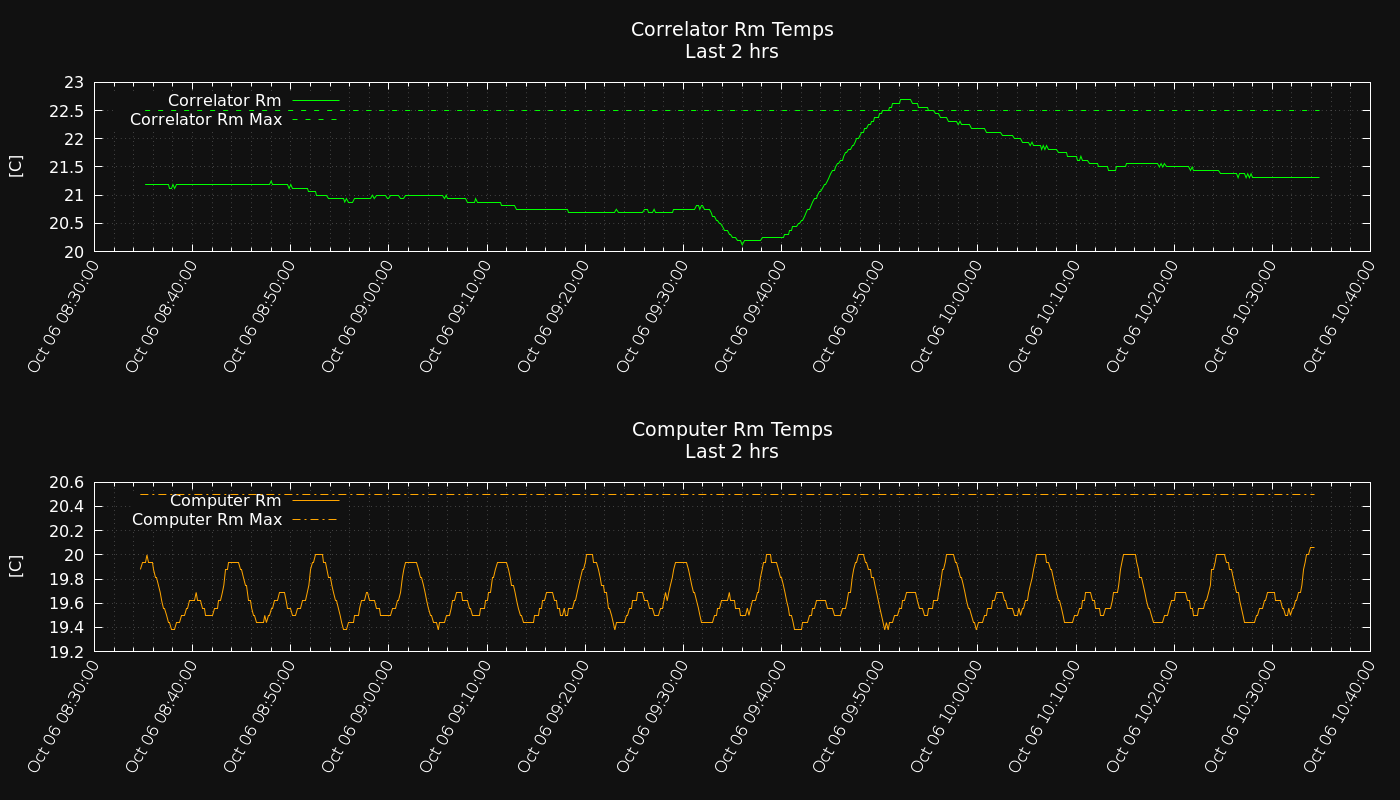 Correlator Rm Temps
Last 2 hrs
[C]
23
22.5
22
21.5
21
20.5
20
Correlator Rm
Correlator Rm Max
Oct 06 08:30:00
Oct 06 08:40:00
Oct 06 08:50:00
Oct 06 09:00:00
Oct 06 09:10:00
Oct 06 09:20:00
Oct 06 09:30:00
Oct 06 09:40:00
Oct 06 09:50:00
Oct 06 10:00:00
Oct 06 10:10:00
Oct 06 10:20:00
Oct 06 10:30:00
Oct 06 10:40:00
Computer Rm Temps
Last 2 hrs
[C]
20.6
20.4
20.2
20
19.8
19.6
19.4
19.2
Computer Rm
Computer Rm Max
Oct 06 08:30:00
Oct 06 08:40:00
Oct 06 08:50:00
Oct 06 09:00:00
Oct 06 09:10:00
Oct 06 09:20:00
Oct 06 09:30:00
Oct 06 09:40:00
Oct 06 09:50:00
Oct 06 10:00:00
Oct 06 10:10:00
Oct 06 10:20:00
Oct 06 10:30:00
Oct 06 10:40:00